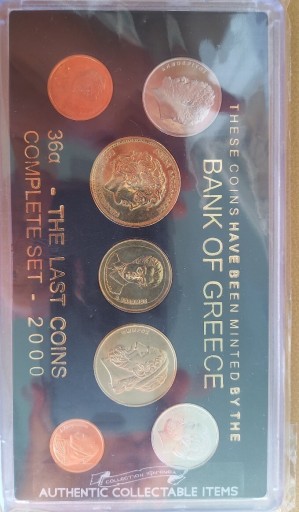 THESE COINS HAVE BEEN MINTED BY THE
BANK OF GREECE
36α - THE LAST COINS
COMPLETE SET - 2000
AUTHENTIC COLLECTABLE ITEMS